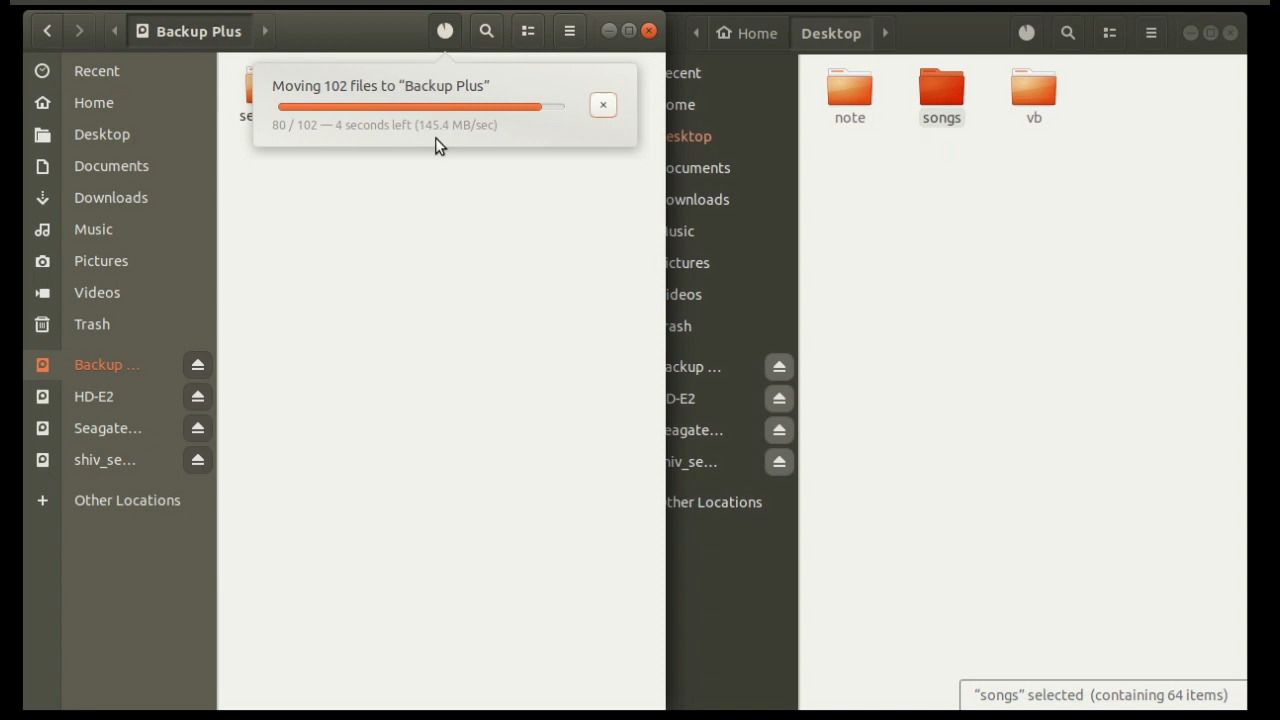 Backup Plus
Recent
Home
Desktop
Documents
Downloads
Music
Pictures
Videos
Trash
Backup ...
HD-E2
Seagate...
shiv_se...
Other Locations
se
Moving 102 files to “Backup Plus”
80 / 102 — 4 seconds left (145.4 MB/sec)
Home
Desktop
ecent
ome
esktop
ocuments
ownloads
usic
ictures
ideos
rash
ackup ...
D-E2
eagate...
hiv_se...
ther Locations
note
songs
vb
“songs” selected (containing 64 items)